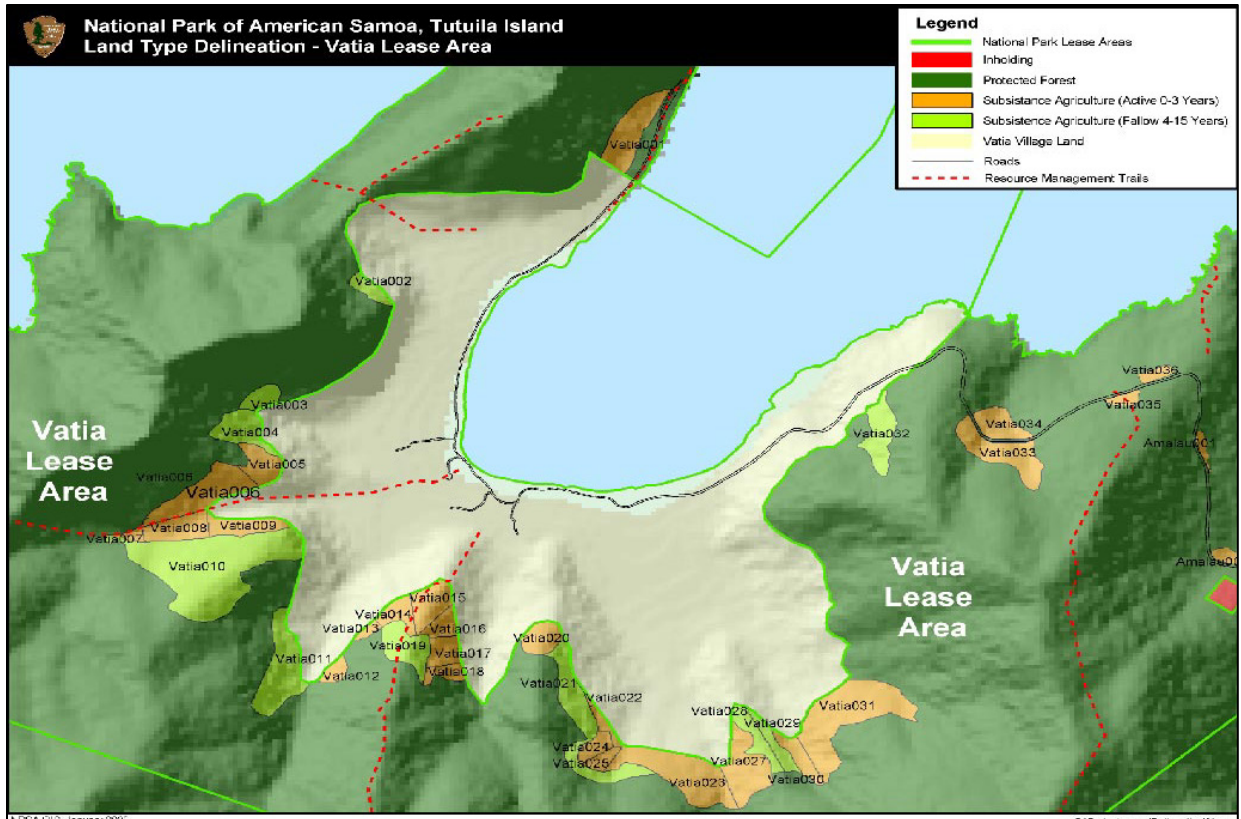 National Park of American Samoa, Tutuila Island
Land Type Delineation - Vatia Lease Area
Legend
National Park Lease Areas
Inholding
Protected Forest
Subsistance Agriculture (Active 0-3 Years)
Subsistance Agriculture (Fallow 4-15 Years)
Vatia Village Land
Roads
Resource Management Trails
Vatia001
Vatia002
Vatia003
Vatia004
Vatia005
Vatia006
Vatia006
Vatia007
Vatia008
Vatia009
Vatia010
Vatia
Lease
Area
Vatia011
Vatia012
Vatia013
Vatia014
Vatia015
Vatia016
Vatia017
Vatia018
Vatia019
Vatia020
Vatia021
Vatia022
Vatia024
Vatia025
Vatia023
Vatia027
Vatia028
Vatia029
Vatia030
Vatia031
Vatia032
Vatia033
Vatia034
Vatia035
Vatia036
Amalau001
Vatia
Lease
Area